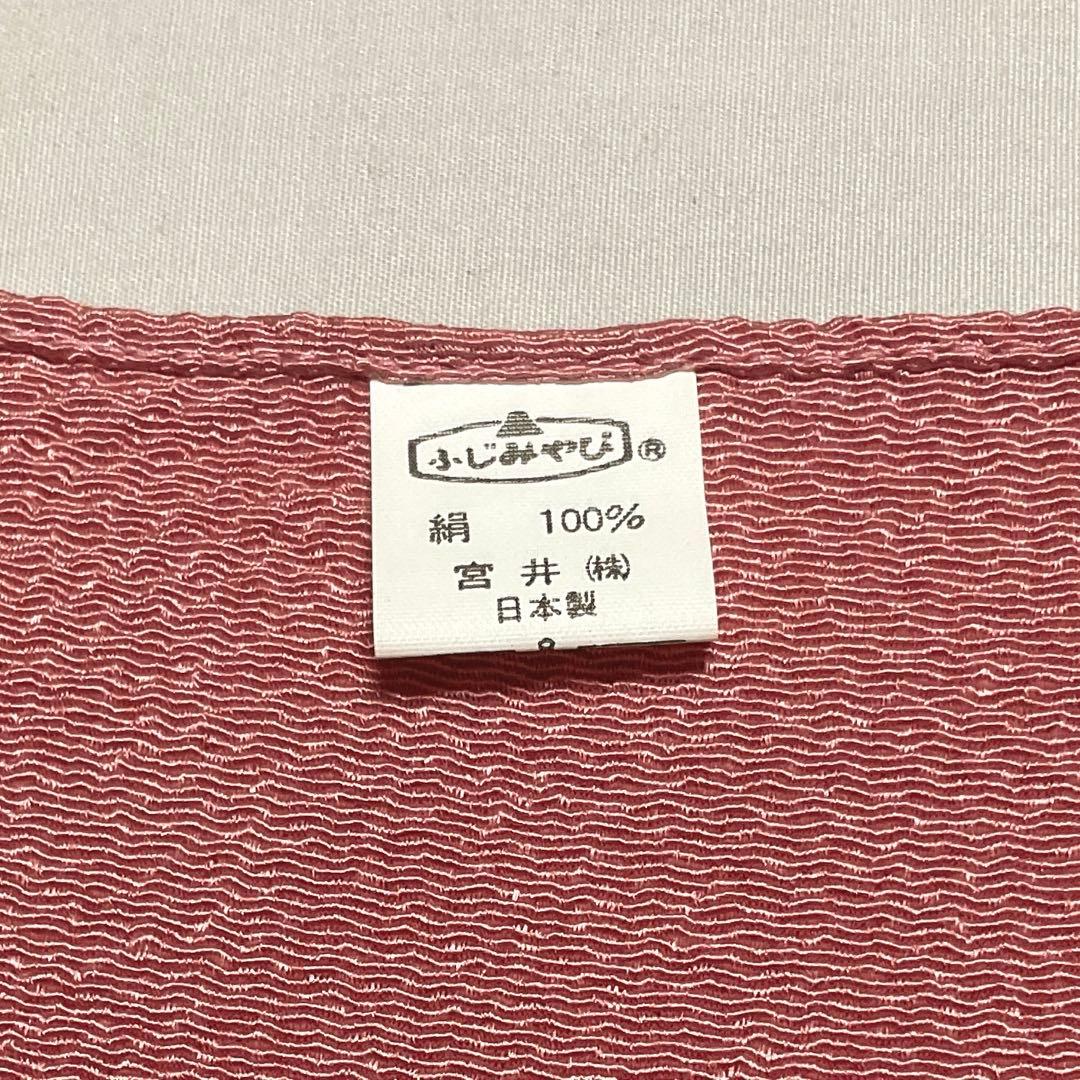 ふじみやび®
絹 100%
宮井(株)
日本製